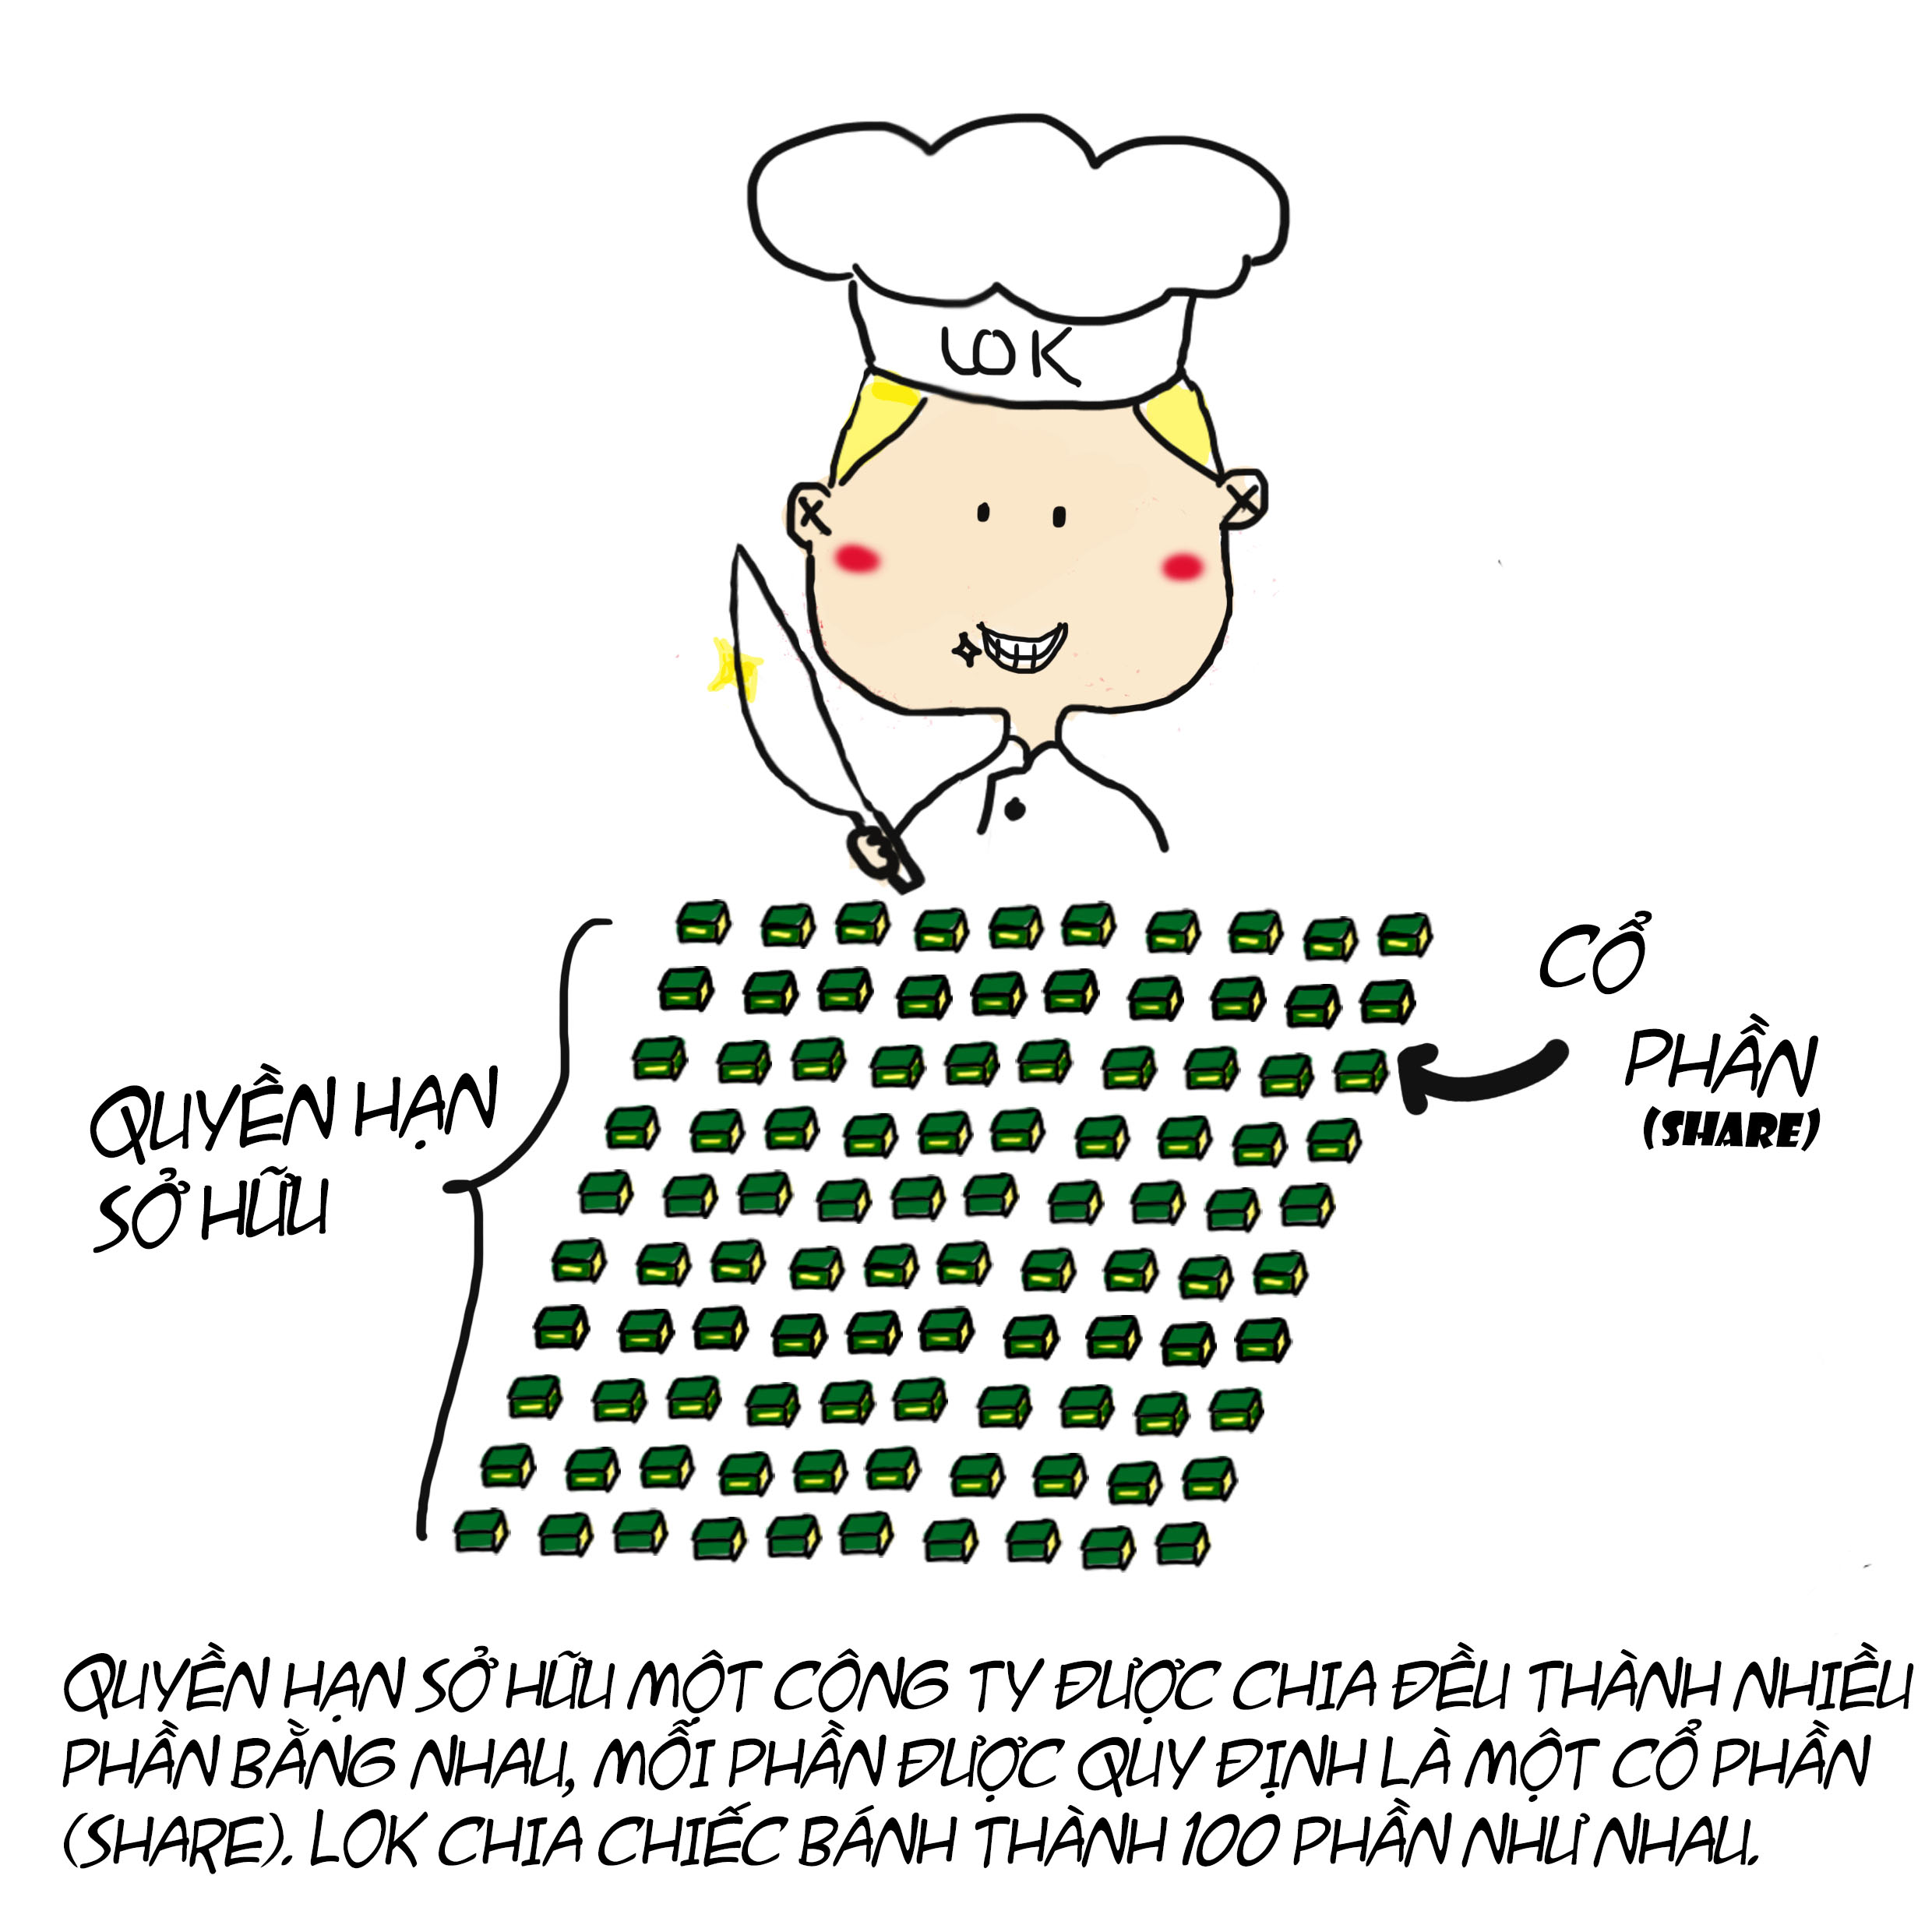 LOK
CỔ
PHẦN
(SHARE)
QUYỀN HẠN
SỞ HỮU
QUYỀN HẠN SỞ HỮU MỘT CÔNG TY ĐƯỢC CHIA ĐỀU THÀNH NHIỀU
PHẦN BẰNG NHAU, MỖI PHẦN ĐƯỢC QUY ĐỊNH LÀ MỘT CỔ PHẦN
(SHARE). LOK CHIA CHIẾC BÁNH THÀNH 100 PHẦN NHƯ NHAU.